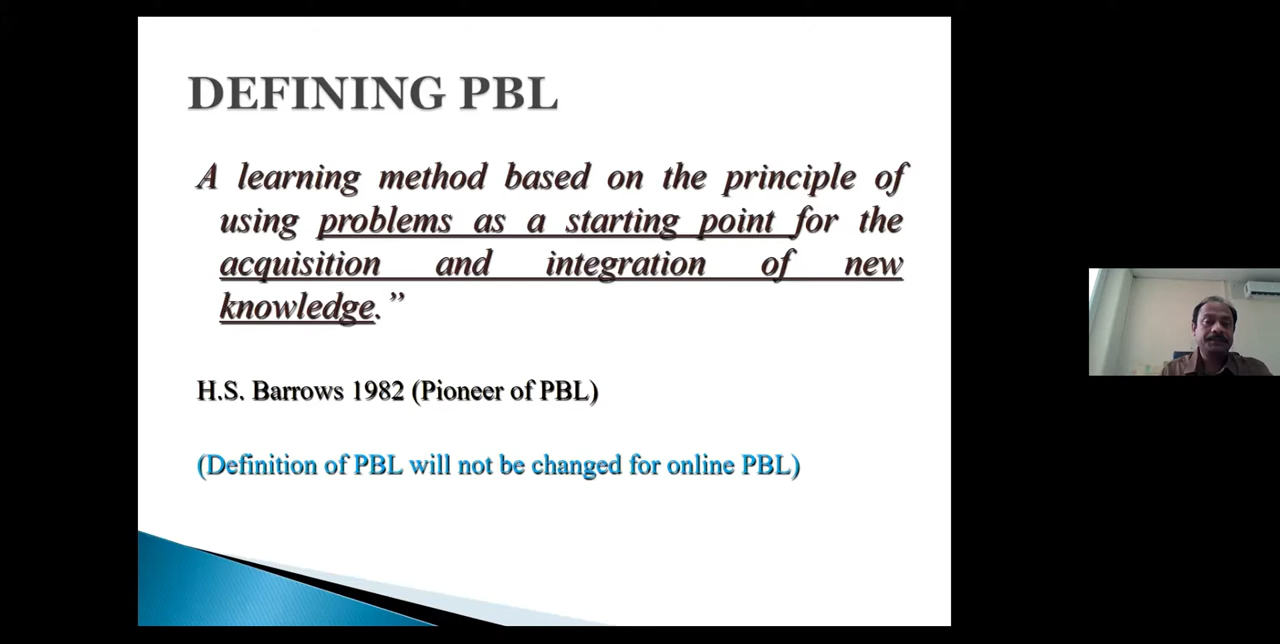 DEFINING PBL
A learning method based on the principle of
using problems as a starting point for the
acquisition and integration of new
knowledge.”
H.S. Barrows 1982 (Pioneer of PBL)
(Definition of PBL will not be changed for online PBL)